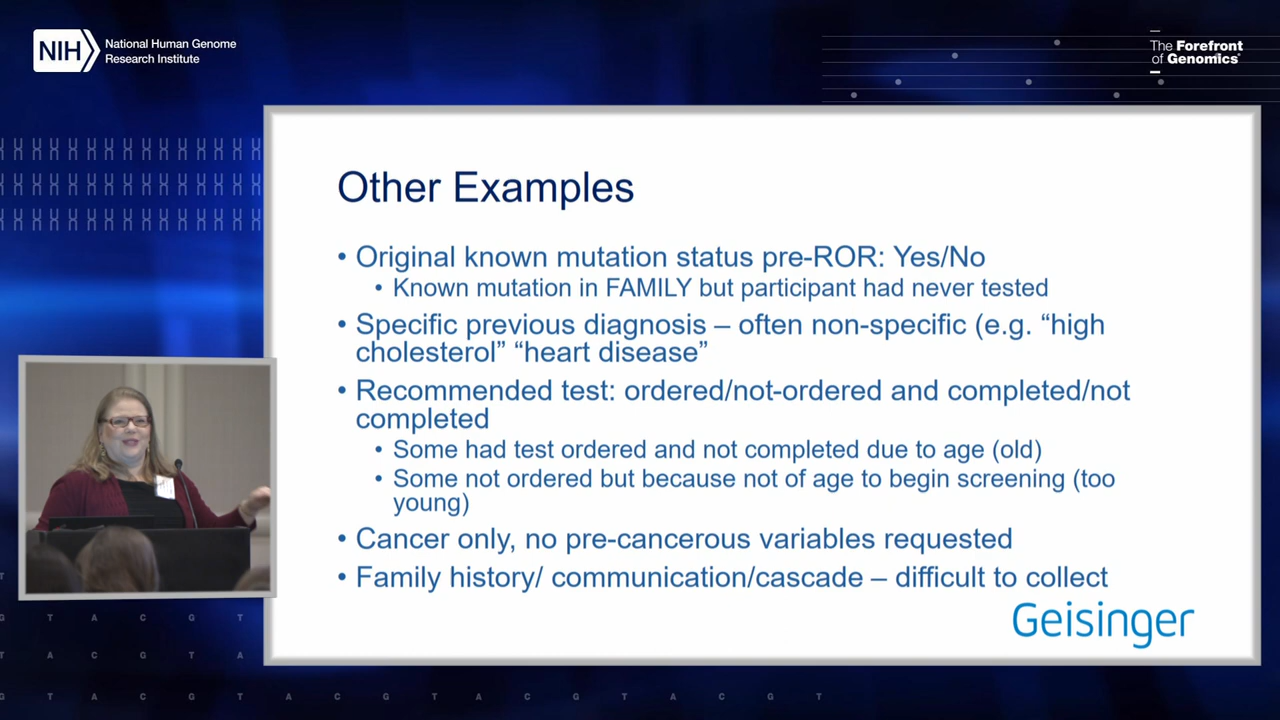 NIH National Human Genome
Research Institute
The Forefront
of Genomics®
Other Examples
• Original known mutation status pre-ROR: Yes/No
• Known mutation in FAMILY but participant had never tested
• Specific previous diagnosis – often non-specific (e.g. “high
cholesterol” “heart disease”
• Recommended test: ordered/not-ordered and completed/not
completed
• Some had test ordered and not completed due to age (old)
• Some not ordered but because not of age to begin screening (too
young)
• Cancer only, no pre-cancerous variables requested
• Family history/ communication/cascade – difficult to collect
Geisinger
T
G T A C G T
A C G T A
G T A C G T A C G T A C G T A C G T